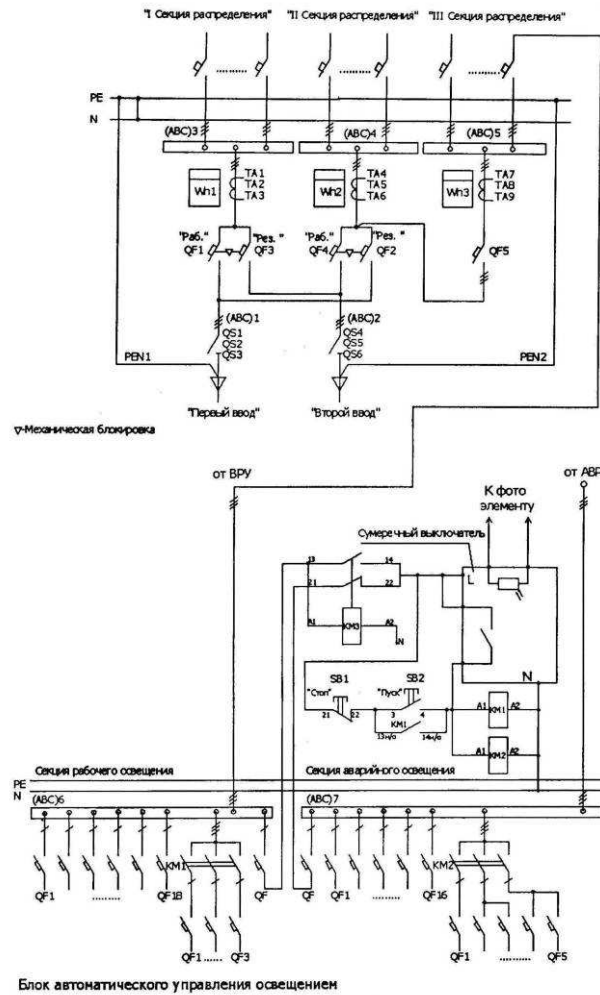 "I Секция распределения" "II Секция распределения" "III Секция распределения"
PE
N
(ABC)3 (ABC)4 (ABC)5
Wh1 TA1 TA2 TA3 Wh2 TA4 TA5 TA6 Wh3 TA7 TA8 TA9
"Раб." "Рез. " "Раб." "Рез. "
QF1 QF3 QF4 QF2 QF5
(ABC)1 (ABC)2
QS1 QS4
QS2 QS5
QS3 QS6
PEN1 PEN2
"Первый ввод" "Второй ввод"
-Механическая блокировка
от ВРУ от АВР
К фото
элементу
Сумеречный выключатель
13 14
21 22
A1 KM3 A2
N
N
SB1 SB2
"Стоп" "Пуск"
21 22 3 4 A1 KM1 A2
KM1
13н/о 14н/о
A1 KM2 A2
Секция рабочего освещения Секция аварийного освещения
PE
N
(ABC)6 (ABC)7
KM1 KM2
QF1 ......... QF18 QF QF QF1 ......... QF16
QF1 ...... QF3 QF1 ...... QF5
Блок автоматического управления освещением